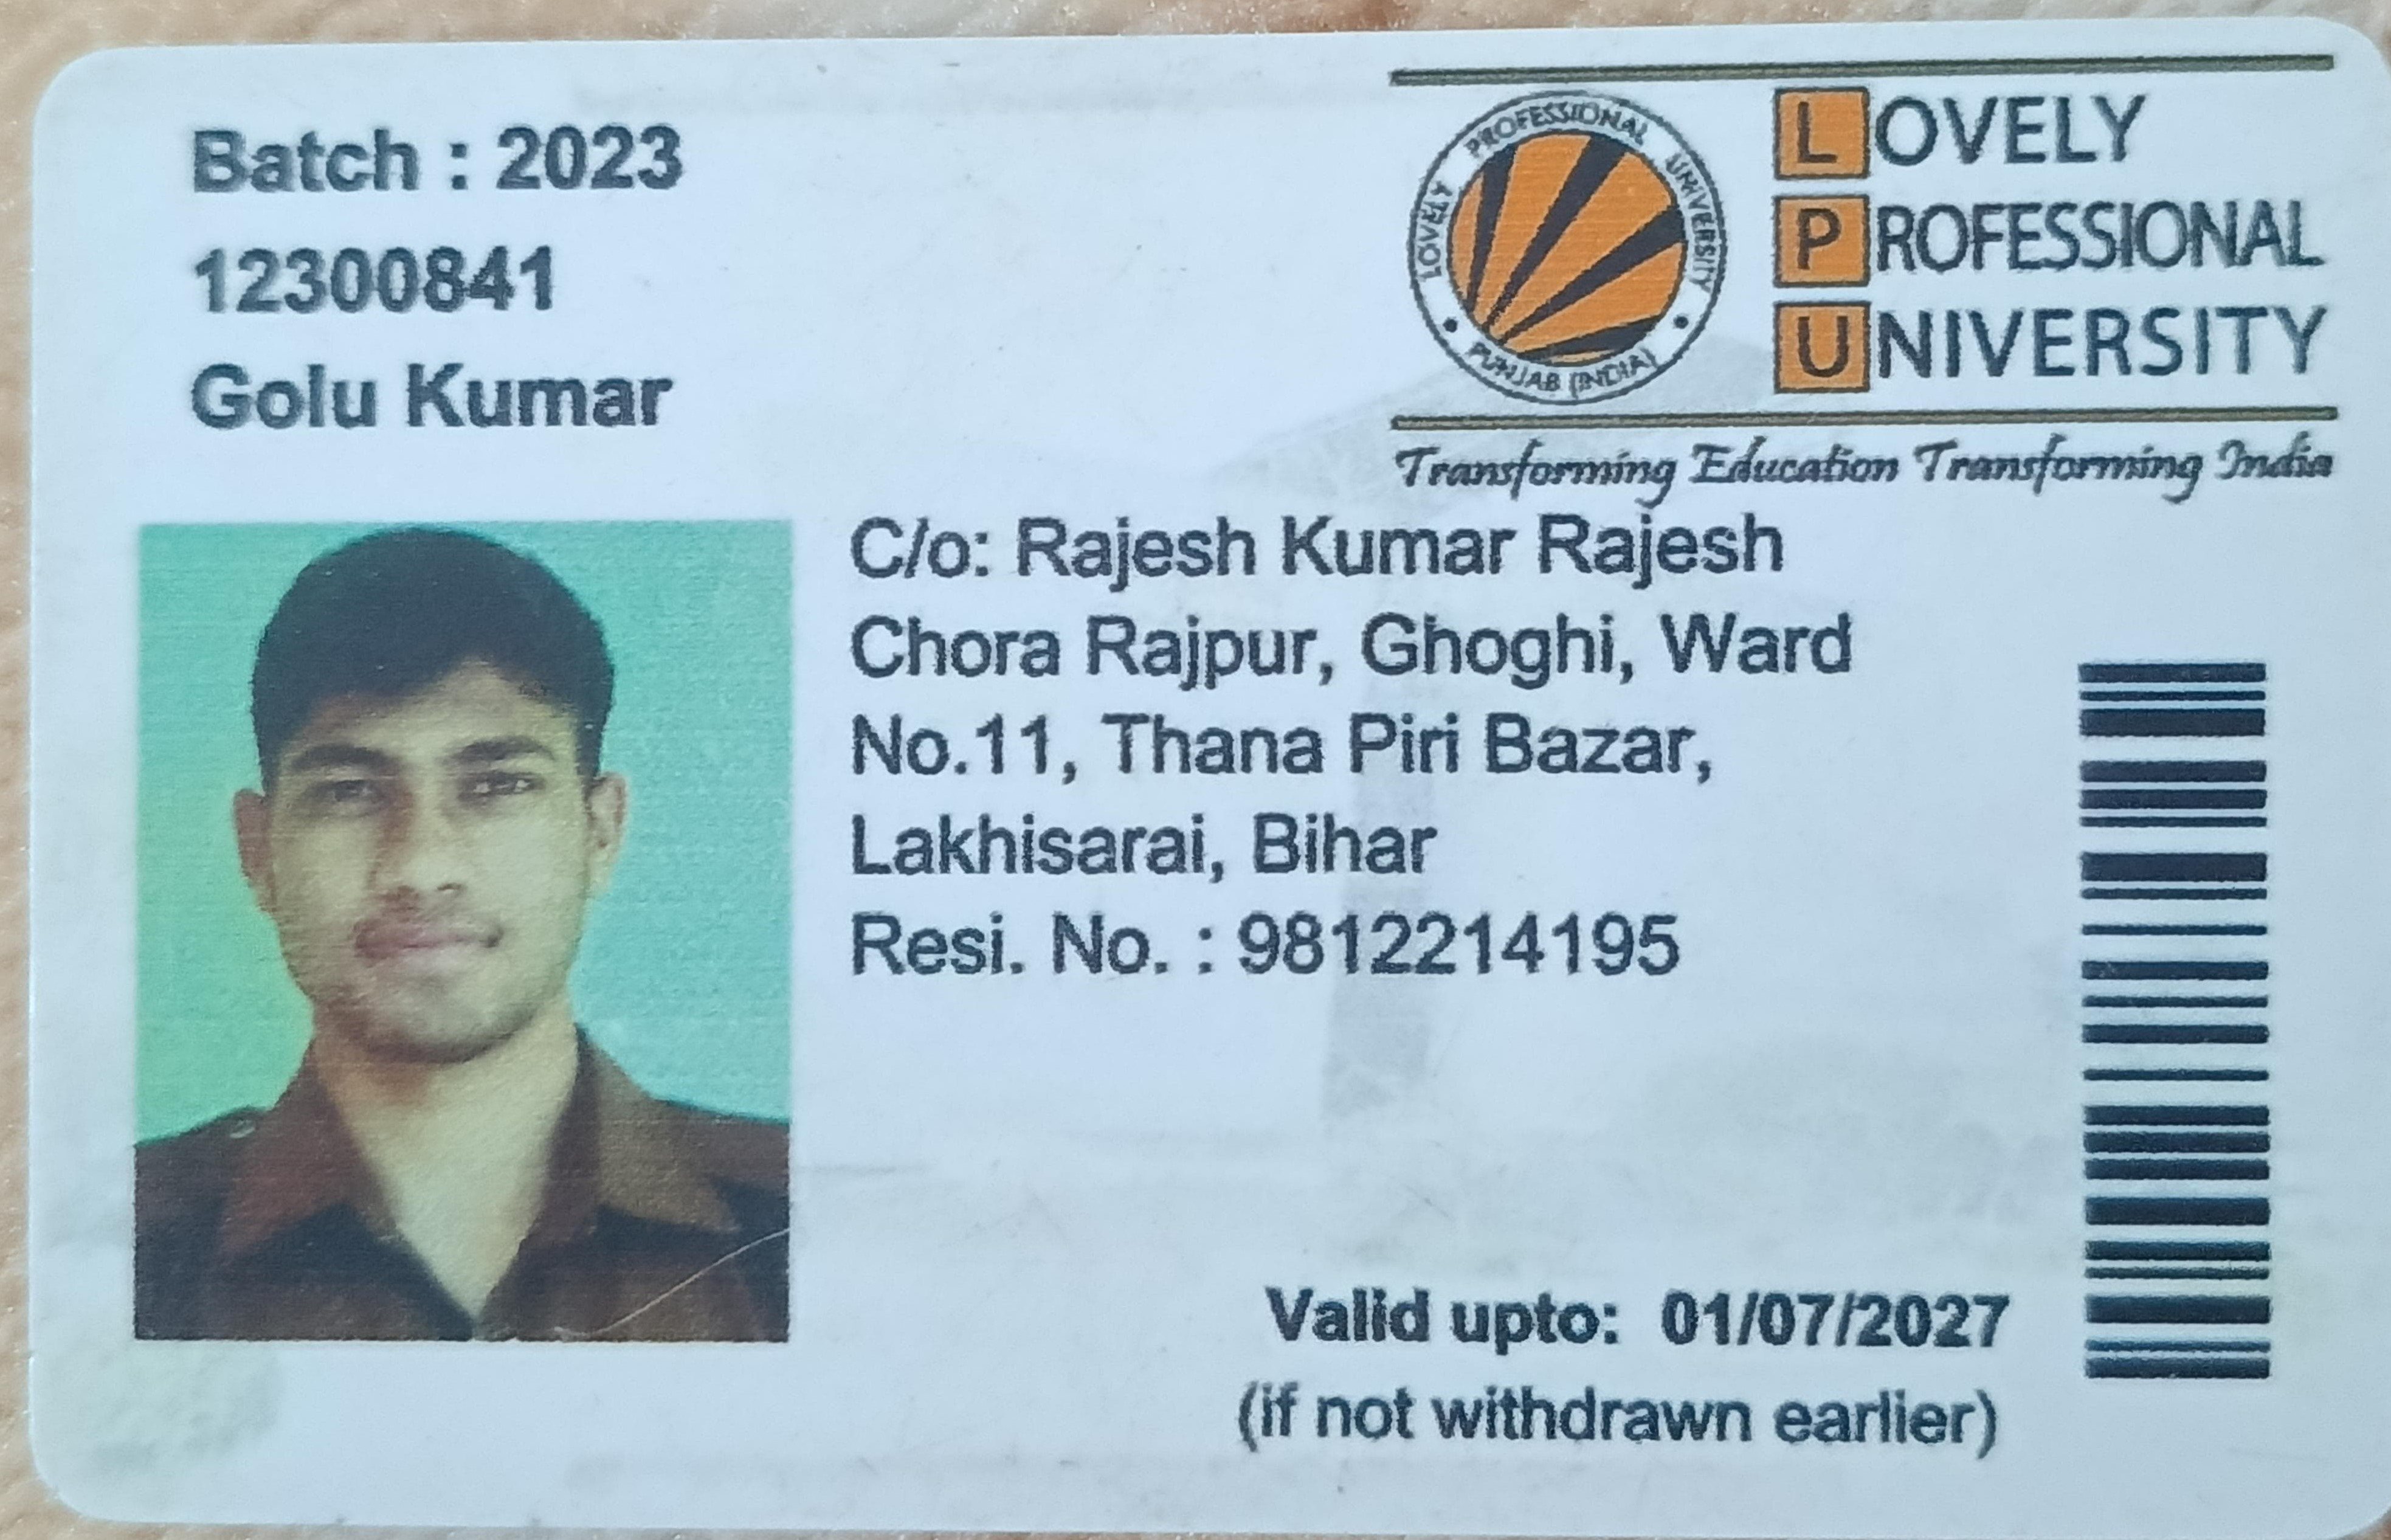 Batch : 2023
12300841
Golu Kumar
LOVELY PROFESSIONAL UNIVERSITY
PUNJAB (INDIA)
LOVELY
PROFESSIONAL
UNIVERSITY
Transforming Education Transforming India
C/o: Rajesh Kumar Rajesh
Chora Rajpur, Ghoghi, Ward
No.11, Thana Piri Bazar,
Lakhisarai, Bihar
Resi. No. : 9812214195
Valid upto: 01/07/2027
(if not withdrawn earlier)